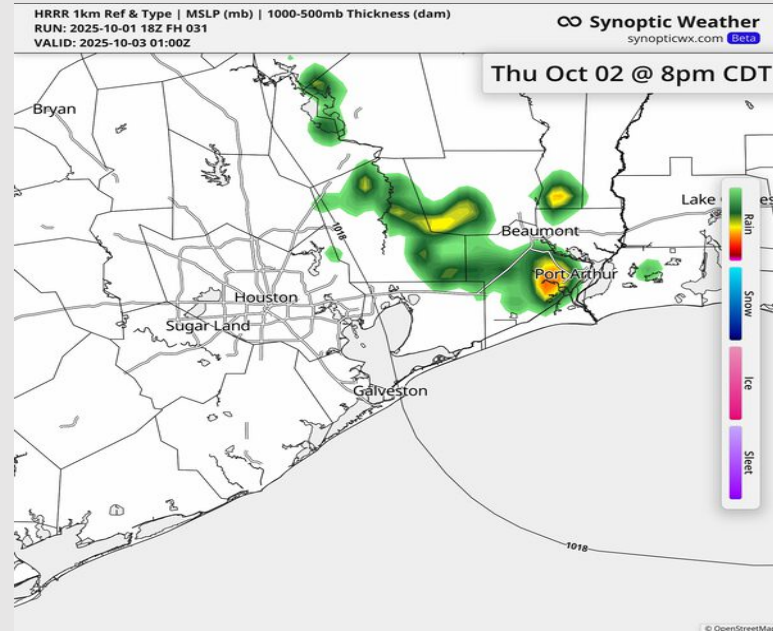 HRRR 1km Ref & Type | MSLP (mb) | 1000-500mb Thickness (dam)
RUN: 2025-10-01 18Z FH 031
VALID: 2025-10-03 01:00Z
Synoptic Weather
synopticwx.com Beta
Thu Oct 02 @ 8pm CDT
Bryan
Lake
Rain
1018
Beaumont
Port Arthur
Houston
Snow
Sugar Land
Ice
Galveston
Sleet
1018
© OpenStreetMap